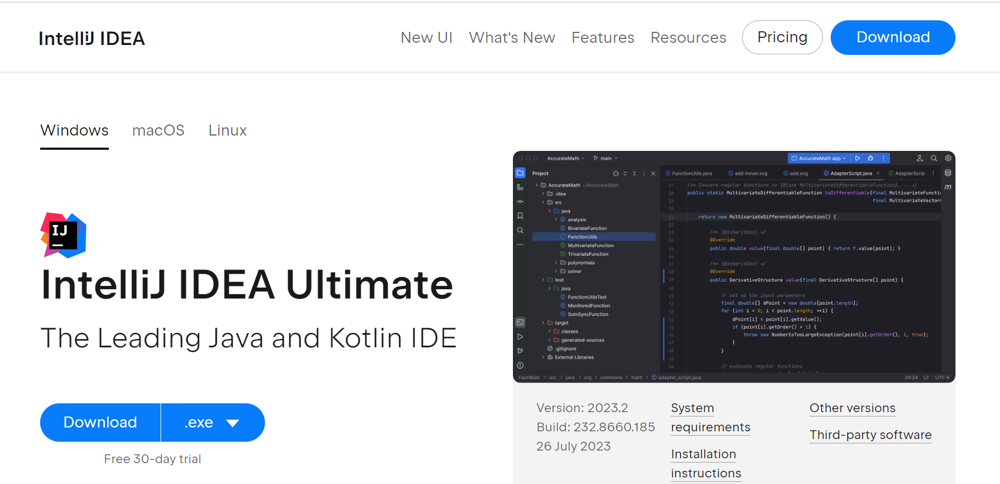 IntelliJ IDEA
New UI
What's New
Features
Resources
Pricing
Download
Windows
macOS
Linux
IJ
IntelliJ IDEA Ultimate
The Leading Java and Kotlin IDE
Download
.exe
Free 30-day trial
AccurateMath
main
AccurateMath app
Project
AccurateMath ~/AccurateMath
.idea
src
java
analysis
BivariateFunction
FunctionUtils
MultivariateFunction
TrivariateFunction
polynomials
solver
test
java
FunctionUtilsTest
MonitoredFunction
SumSyncFunction
target
classes
generated-sources
.gitignore
External Libraries
FunctionUtils.java
add-hover.svg
add.svg
AdapterScript.java
AdapterScrip
m
27 /** Convert regular functions to {@link MultivariateDifferentiableFunction}. ...*/
28 public static MultivariateDifferentiableFunction toDifferentiable(final MultivariateFuncti
29 final MultivariateVector
30
31 return new MultivariateDifferentiableFunction() {
32
33 /** {@inheritDoc} */
34 @Override
35 public double value(final double[] point) { return f.value(point); }
36
37 /** {@inheritDoc} */
38 @Override
39 public DerivativeStructure value(final DerivativeStructure[] point) {
40
41 // set up the input parameters
42 final double[] dPoint = new double[point.length];
43 for (int i = 0; i < point.length; ++i) {
44 dPoint[i] = point[i].getValue();
45 if (point[i].getOrder() > 1) {
46 throw new NumberIsTooLargeException(point[i].getOrder(), 1, true);
47 }
48 }
49
50 // evaluate regular functions
FastMath > src > java > org > commons > math > adapter_script.java
39:34 LF UTF-8
Version: 2023.2
Build: 232.8660.185
26 July 2023
System
requirements
Installation
instructions
Other versions
Third-party software